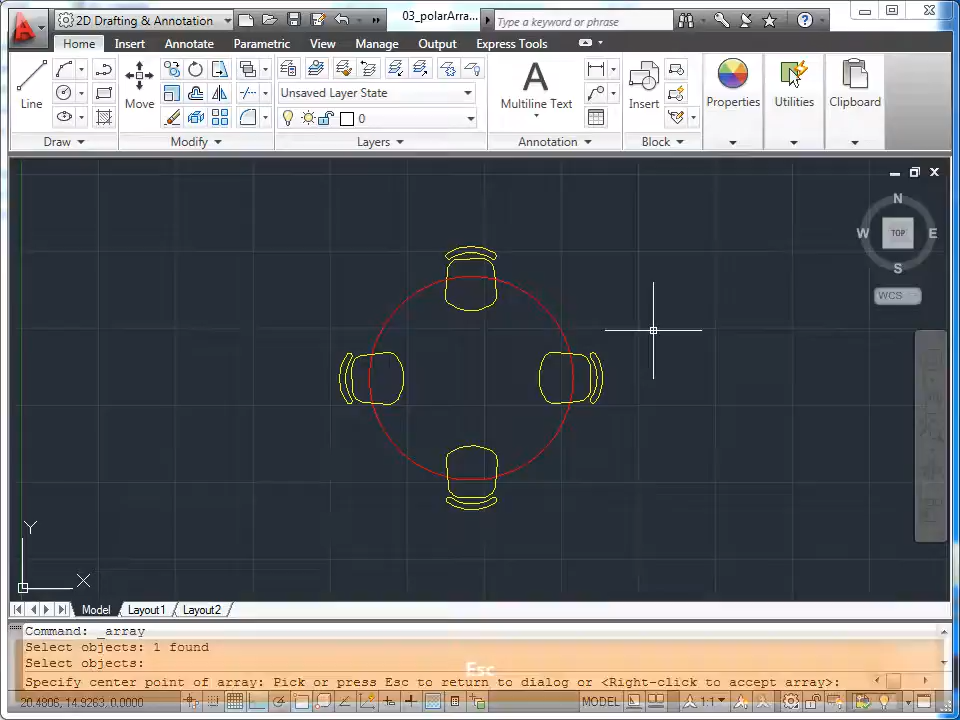 2D Drafting & Annotation
03_polarArra...
Type a keyword or phrase
Home Insert Annotate Parametric View Manage Output Express Tools
Unsaved Layer State
0
A
Line Move Multiline Text Insert Properties Utilities Clipboard
Draw Modify Layers Annotation Block
N
W TOP E
S
WCS
Y
X
Model Layout1 Layout2
Command: _array
Select objects: 1 found
Select objects:
Esc
Specify center point of array: Pick or press Esc to return to dialog or <Right-click to accept array>:
20.4806, 14.9263, 0.0000 MODEL 1:1